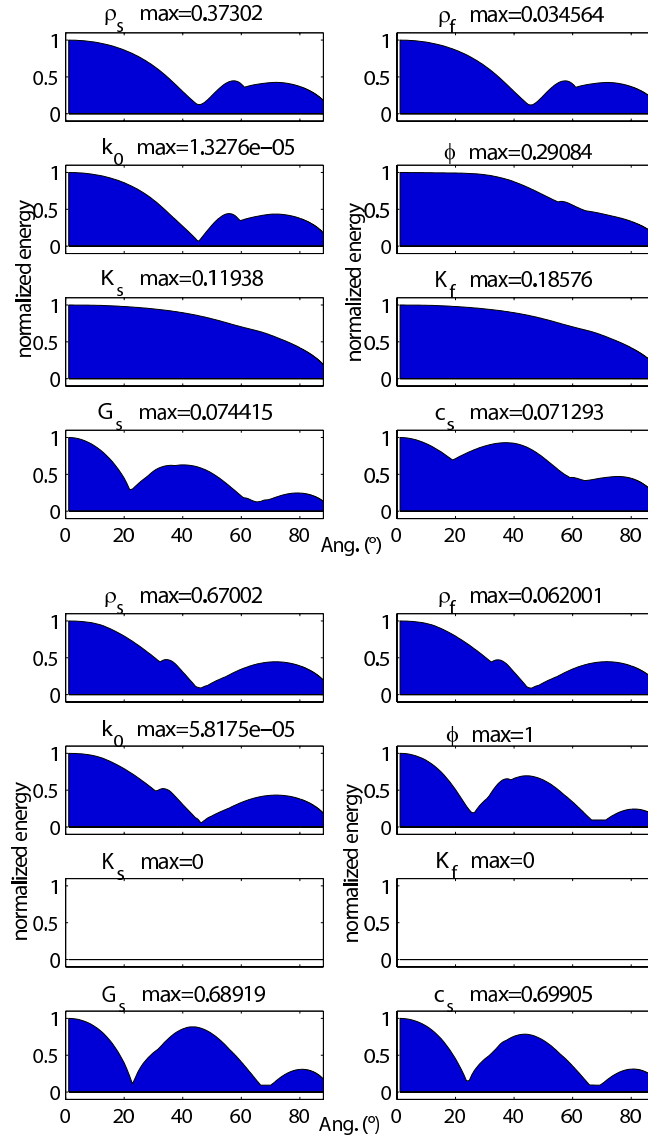 ρs max=0.37302
ρf max=0.034564
1
0.5
0
1
0.5
0
k0 max=1.3276e−05
ϕ max=0.29084
1
0.5
0
1
0.5
0
normalized energy
normalized energy
Ks max=0.11938
Kf max=0.18576
1
0.5
0
1
0.5
0
Gs max=0.074415
cs max=0.071293
1
0.5
0
1
0.5
0
0 20 40 60 80
0 20 40 60 80
Ang. (º)
ρs max=0.67002
ρf max=0.062001
1
0.5
0
1
0.5
0
k0 max=5.8175e−05
ϕ max=1
1
0.5
0
1
0.5
0
normalized energy
normalized energy
Ks max=0
Kf max=0
1
0.5
0
1
0.5
0
Gs max=0.68919
cs max=0.69905
1
0.5
0
1
0.5
0
0 20 40 60 80
0 20 40 60 80
Ang. (º)